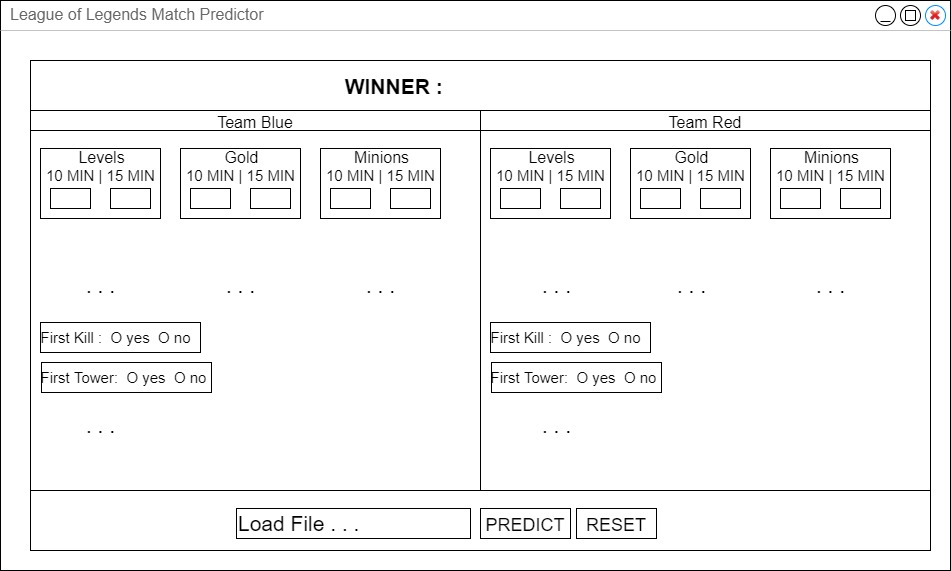 League of Legends Match Predictor
WINNER :
Team Blue
Team Red
Levels
10 MIN | 15 MIN
Gold
10 MIN | 15 MIN
Minions
10 MIN | 15 MIN
Levels
10 MIN | 15 MIN
Gold
10 MIN | 15 MIN
Minions
10 MIN | 15 MIN
. . .
. . .
. . .
. . .
. . .
. . .
First Kill : O yes O no
First Kill : O yes O no
First Tower: O yes O no
First Tower: O yes O no
. . .
. . .
Load File . . .
PREDICT
RESET